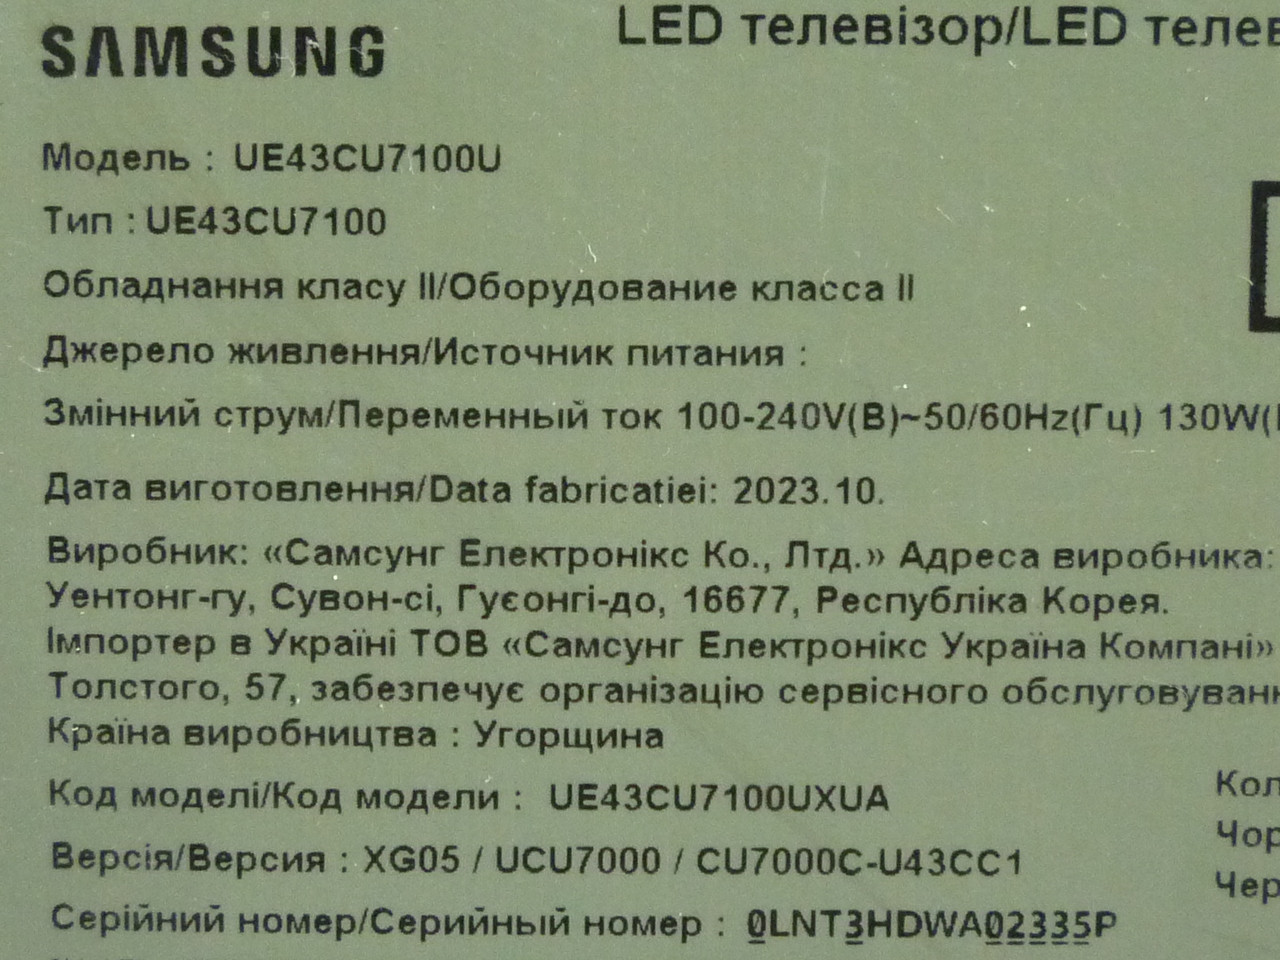 SAMSUNG
LED телевізор/LED
Модель : UE43CU7100U
Тип : UE43CU7100
Обладнання класу II/Оборудование класса II
Джерело живлення/Источник питания :
Змінний струм/Переменный ток 100-240V(В)~50/60Hz(Гц) 130W(
Дата виготовлення/Data fabricatiei: 2023.10.
Виробник: «Самсунг Електронікс Ко., Лтд.» Адреса виробника:
Уентонг-гу, Сувон-сі, Гуєонгі-до, 16677, Республіка Корея.
Імпортер в Україні ТОВ «Самсунг Електронікс Україна Компані»
Толстого, 57, забезпечує організацію сервісного
Країна виробництва : Угорщина
Код моделі/Код модели : UE43CU7100UXUA
Версія/Версия : XG05 / UCU7000 / CU7000C-U43CC1
Серійний номер/Серийный номер : 0LNT3HDWA02335P